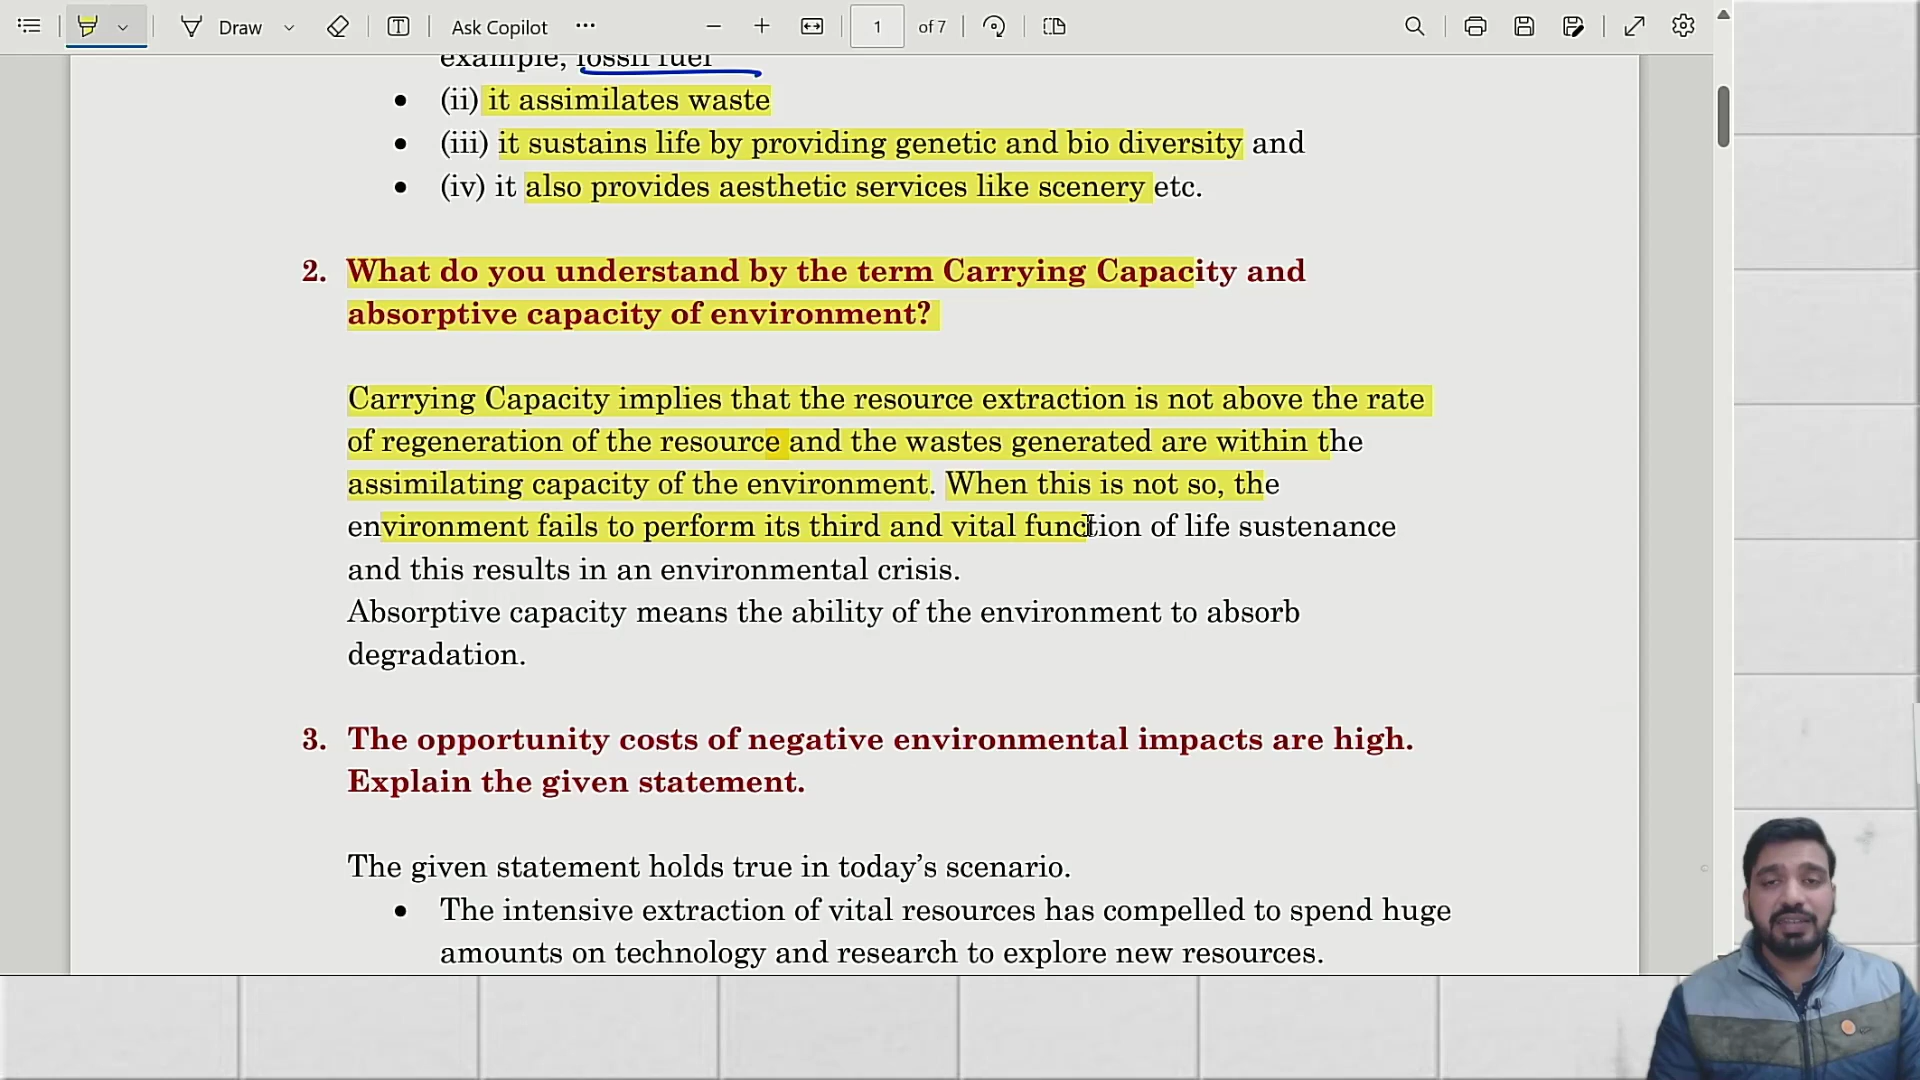 Draw
Ask Copilot
1 of 7
example, fossil fuel
(ii) it assimilates waste
(iii) it sustains life by providing genetic and bio diversity and
(iv) it also provides aesthetic services like scenery etc.
2. What do you understand by the term Carrying Capacity and
absorptive capacity of environment?
Carrying Capacity implies that the resource extraction is not above the rate
of regeneration of the resource and the wastes generated are within the
assimilating capacity of the environment. When this is not so, the
environment fails to perform its third and vital function of life sustenance
and this results in an environmental crisis.
Absorptive capacity means the ability of the environment to absorb
degradation.
3. The opportunity costs of negative environmental impacts are high.
Explain the given statement.
The given statement holds true in today’s scenario.
The intensive extraction of vital resources has compelled to spend huge
amounts on technology and research to explore new resources.